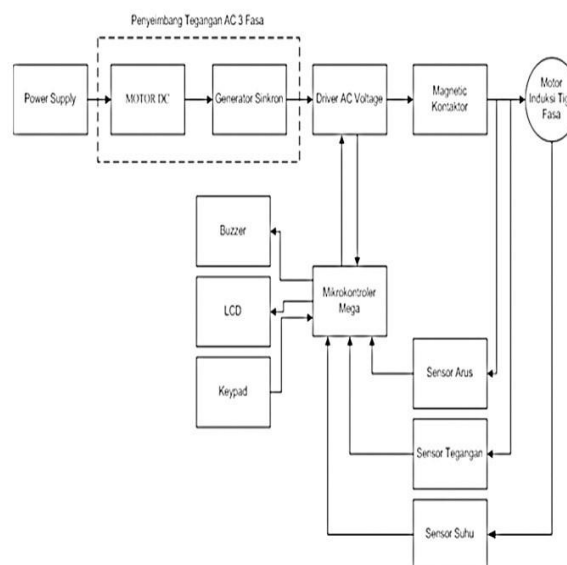 Penyeimbang Tegangan AC 3 Fasa
Power Supply
MOTOR DC
Generator Sinkron
Driver AC Voltage
Magnetic
Kontaktor
Motor
Induksi Tig
Fasa
Buzzer
LCD
Keypad
Mikrokontroler
Mega
Sensor Arus
Sensor Tegangan
Sensor Suhu